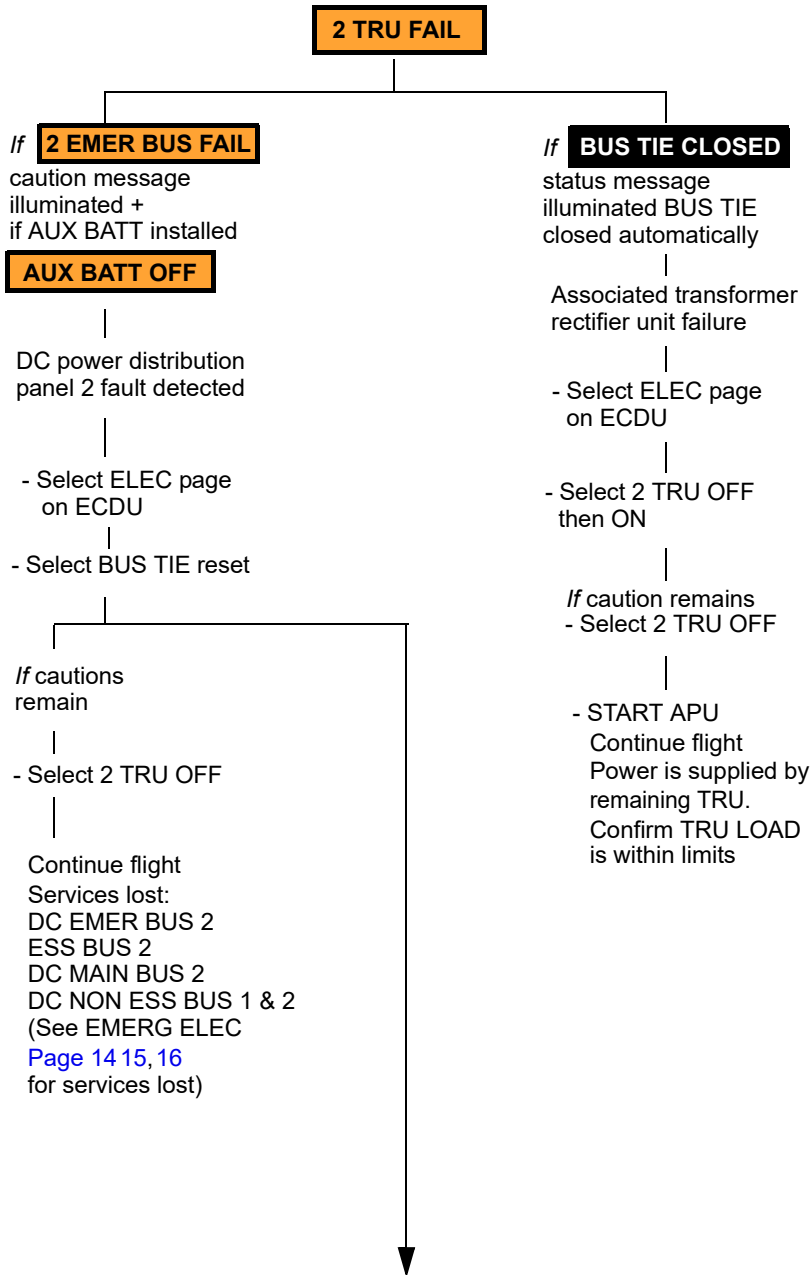 2 TRU FAIL
If 2 EMER BUS FAIL
caution message
illuminated +
if AUX BATT installed
AUX BATT OFF
DC power distribution
panel 2 fault detected
- Select ELEC page
on ECDU
- Select BUS TIE reset
If cautions
remain
- Select 2 TRU OFF
Continue flight
Services lost:
DC EMER BUS 2
ESS BUS 2
DC MAIN BUS 2
DC NON ESS BUS 1 & 2
(See EMERG ELEC
Page 14 15, 16
for services lost)
If BUS TIE CLOSED
status message
illuminated BUS TIE
closed automatically
Associated transformer
rectifier unit failure
- Select ELEC page
on ECDU
- Select 2 TRU OFF
then ON
If caution remains
- Select 2 TRU OFF
- START APU
Continue flight
Power is supplied by
remaining TRU.
Confirm TRU LOAD
is within limits